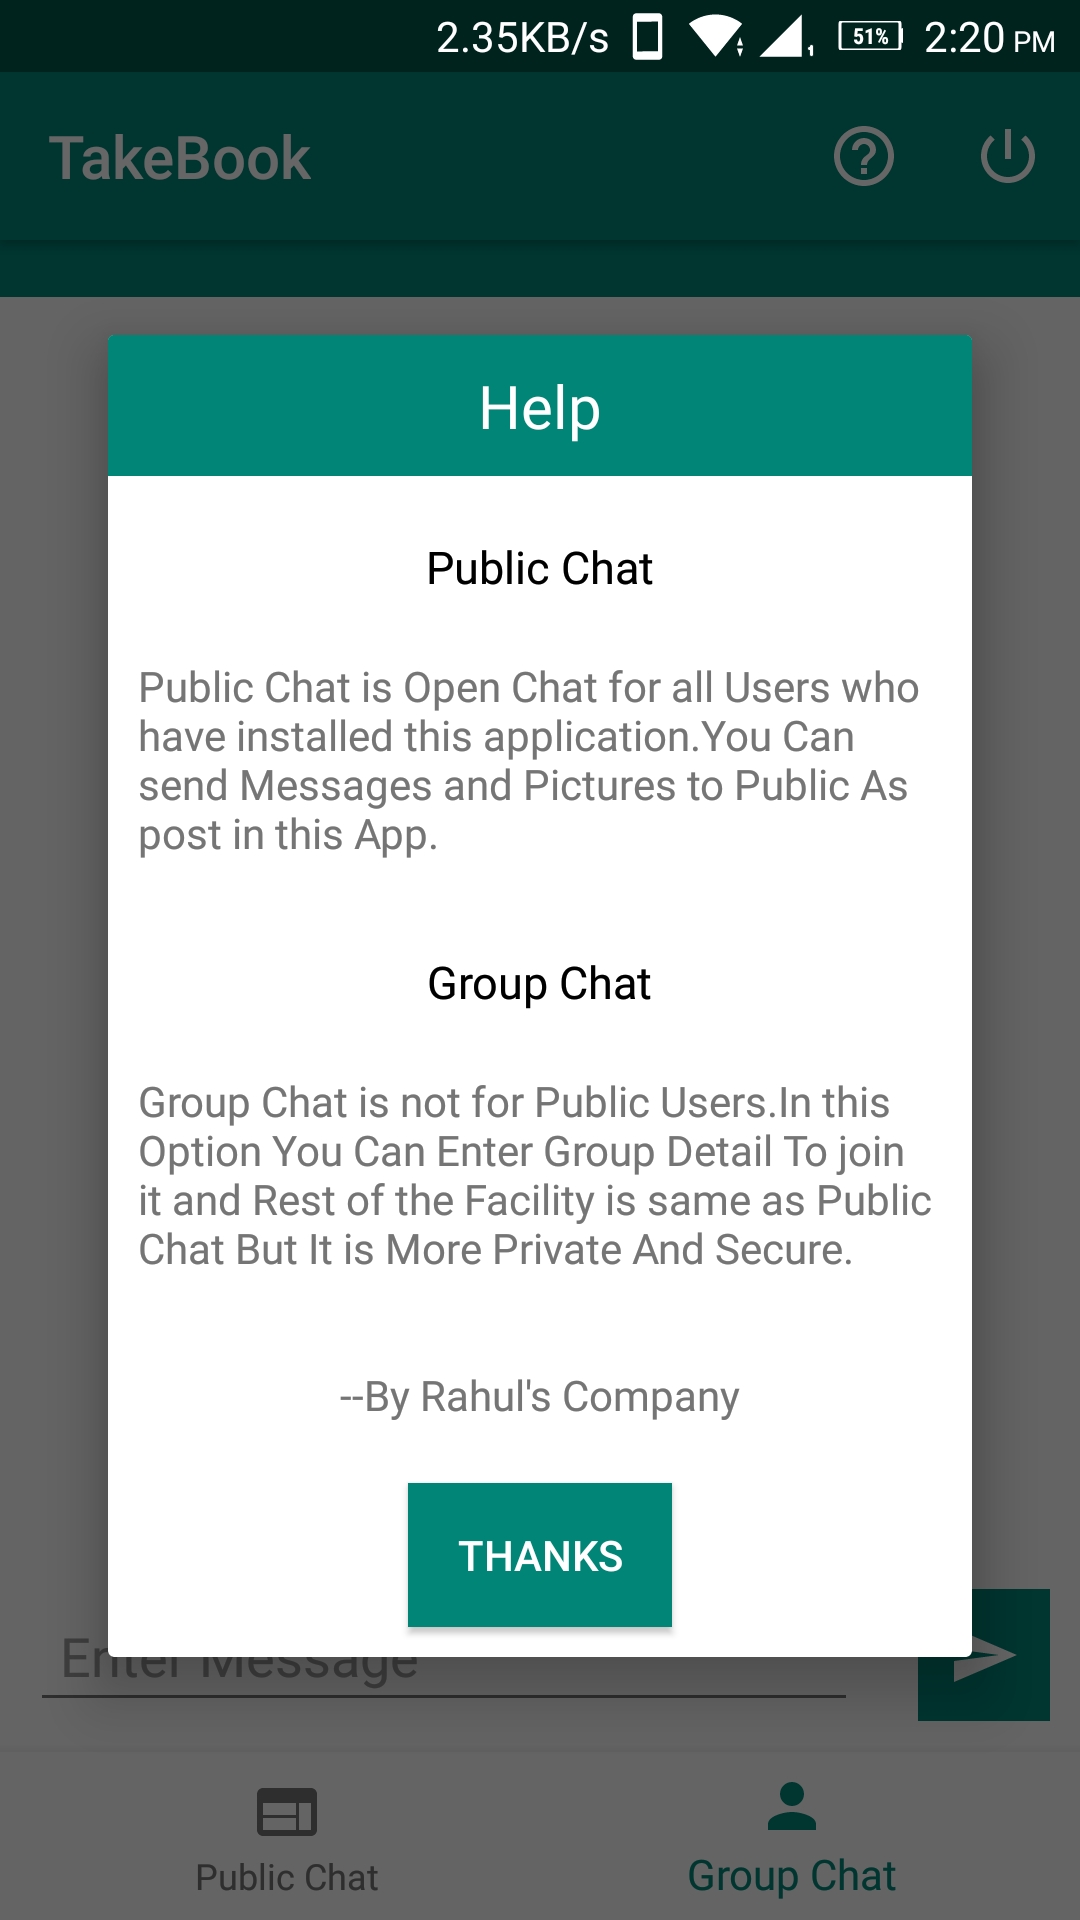 2.35KB/s 51% 2:20 PM
TakeBook
Help
Public Chat
Public Chat is Open Chat for all Users who
have installed this application.You Can
send Messages and Pictures to Public As
post in this App.
Group Chat
Group Chat is not for Public Users.In this
Option You Can Enter Group Detail To join
it and Rest of the Facility is same as Public
Chat But It is More Private And Secure.
--By Rahul's Company
THANKS
Enter Message
Public Chat
Group Chat